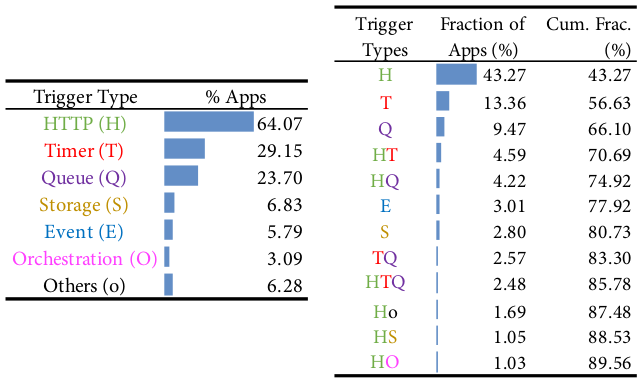 Trigger Type % Apps
HTTP (H) 64.07
Timer (T) 29.15
Queue (Q) 23.70
Storage (S) 6.83
Event (E) 5.79
Orchestration (O) 3.09
Others (o) 6.28
Trigger Fraction of Cum. Frac.
Types Apps (%) (%)
H 43.27 43.27
T 13.36 56.63
Q 9.47 66.10
HT 4.59 70.69
HQ 4.22 74.92
E 3.01 77.92
S 2.80 80.73
TQ 2.57 83.30
HTQ 2.48 85.78
Ho 1.69 87.48
HS 1.05 88.53
HO 1.03 89.56